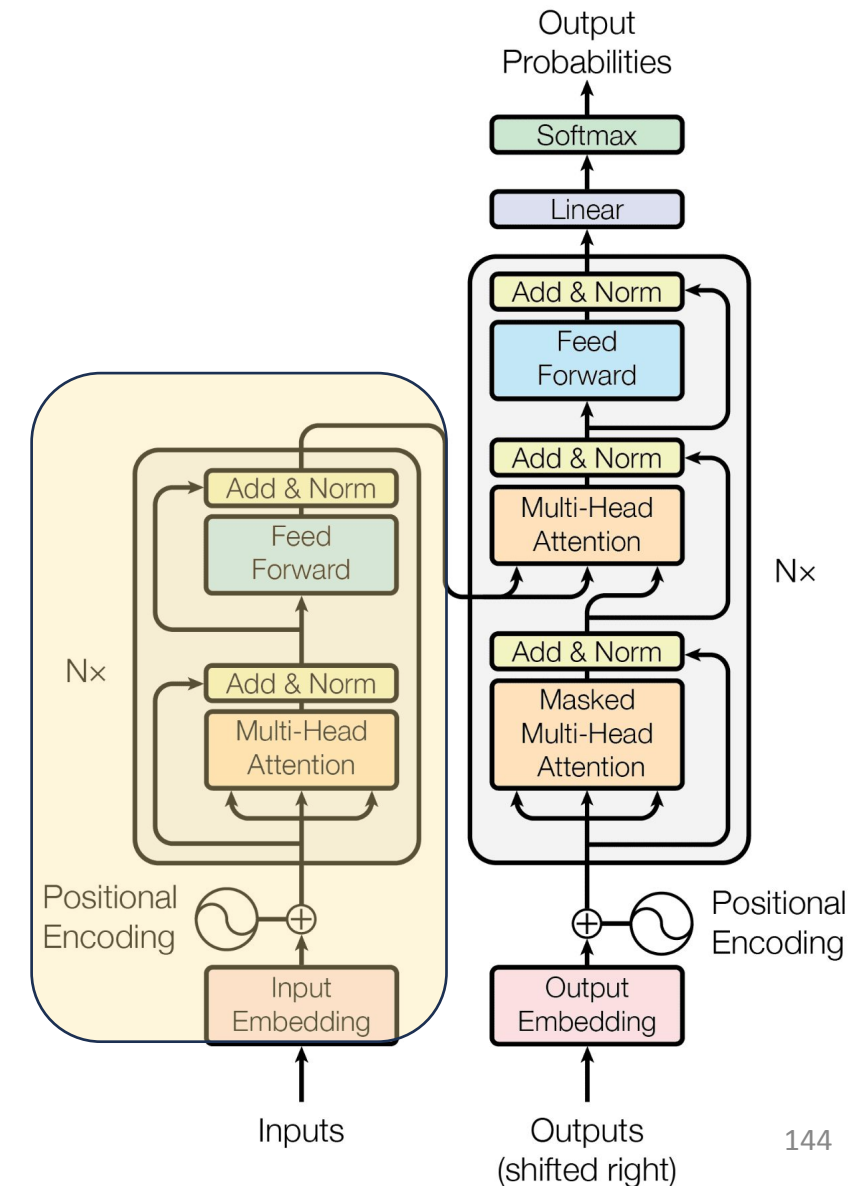 Output
Probabilities
Softmax
Linear
Add & Norm
Feed
Forward
Add & Norm
Multi-Head
Attention
Add & Norm
Masked
Multi-Head
Attention
N×
Positional
Encoding
Output
Embedding
Outputs
(shifted right)
Add & Norm
Feed
Forward
Add & Norm
Multi-Head
Attention
N×
Positional
Encoding
Input
Embedding
Inputs
144